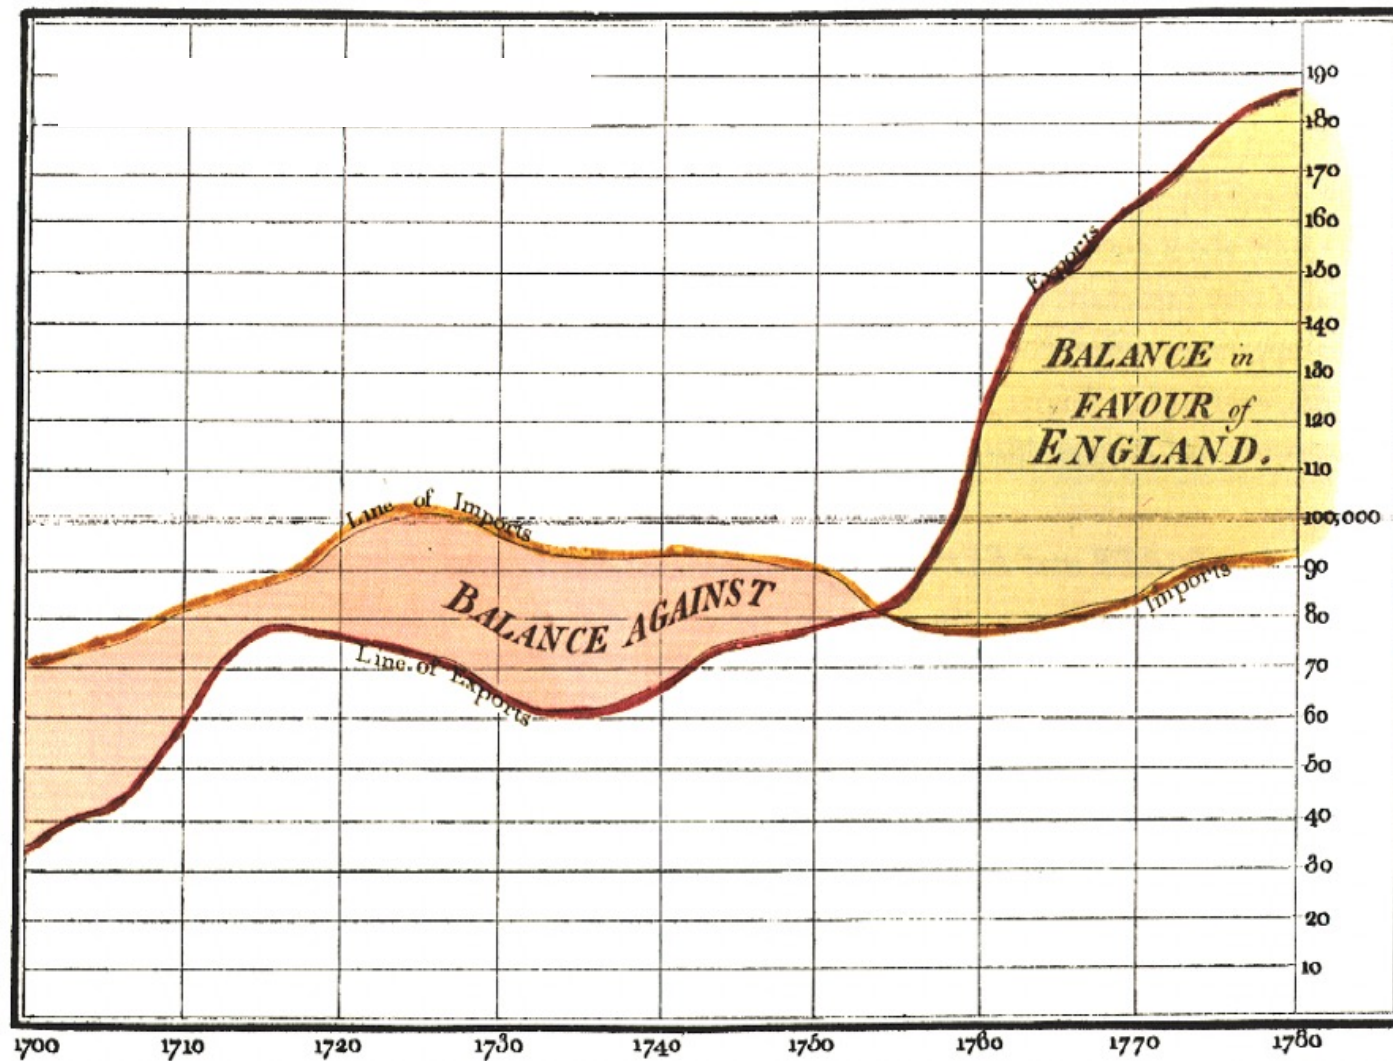 190
180
170
160
Exports
150
140
BALANCE in
130
FAVOUR of
120
ENGLAND.
110
Line of Imports
100,000
90
Imports
BALANCE AGAINST
80
70
Line of Exports
60
50
40
30
20
10
1700 1710 1720 1730 1740 1750 1760 1770 1780